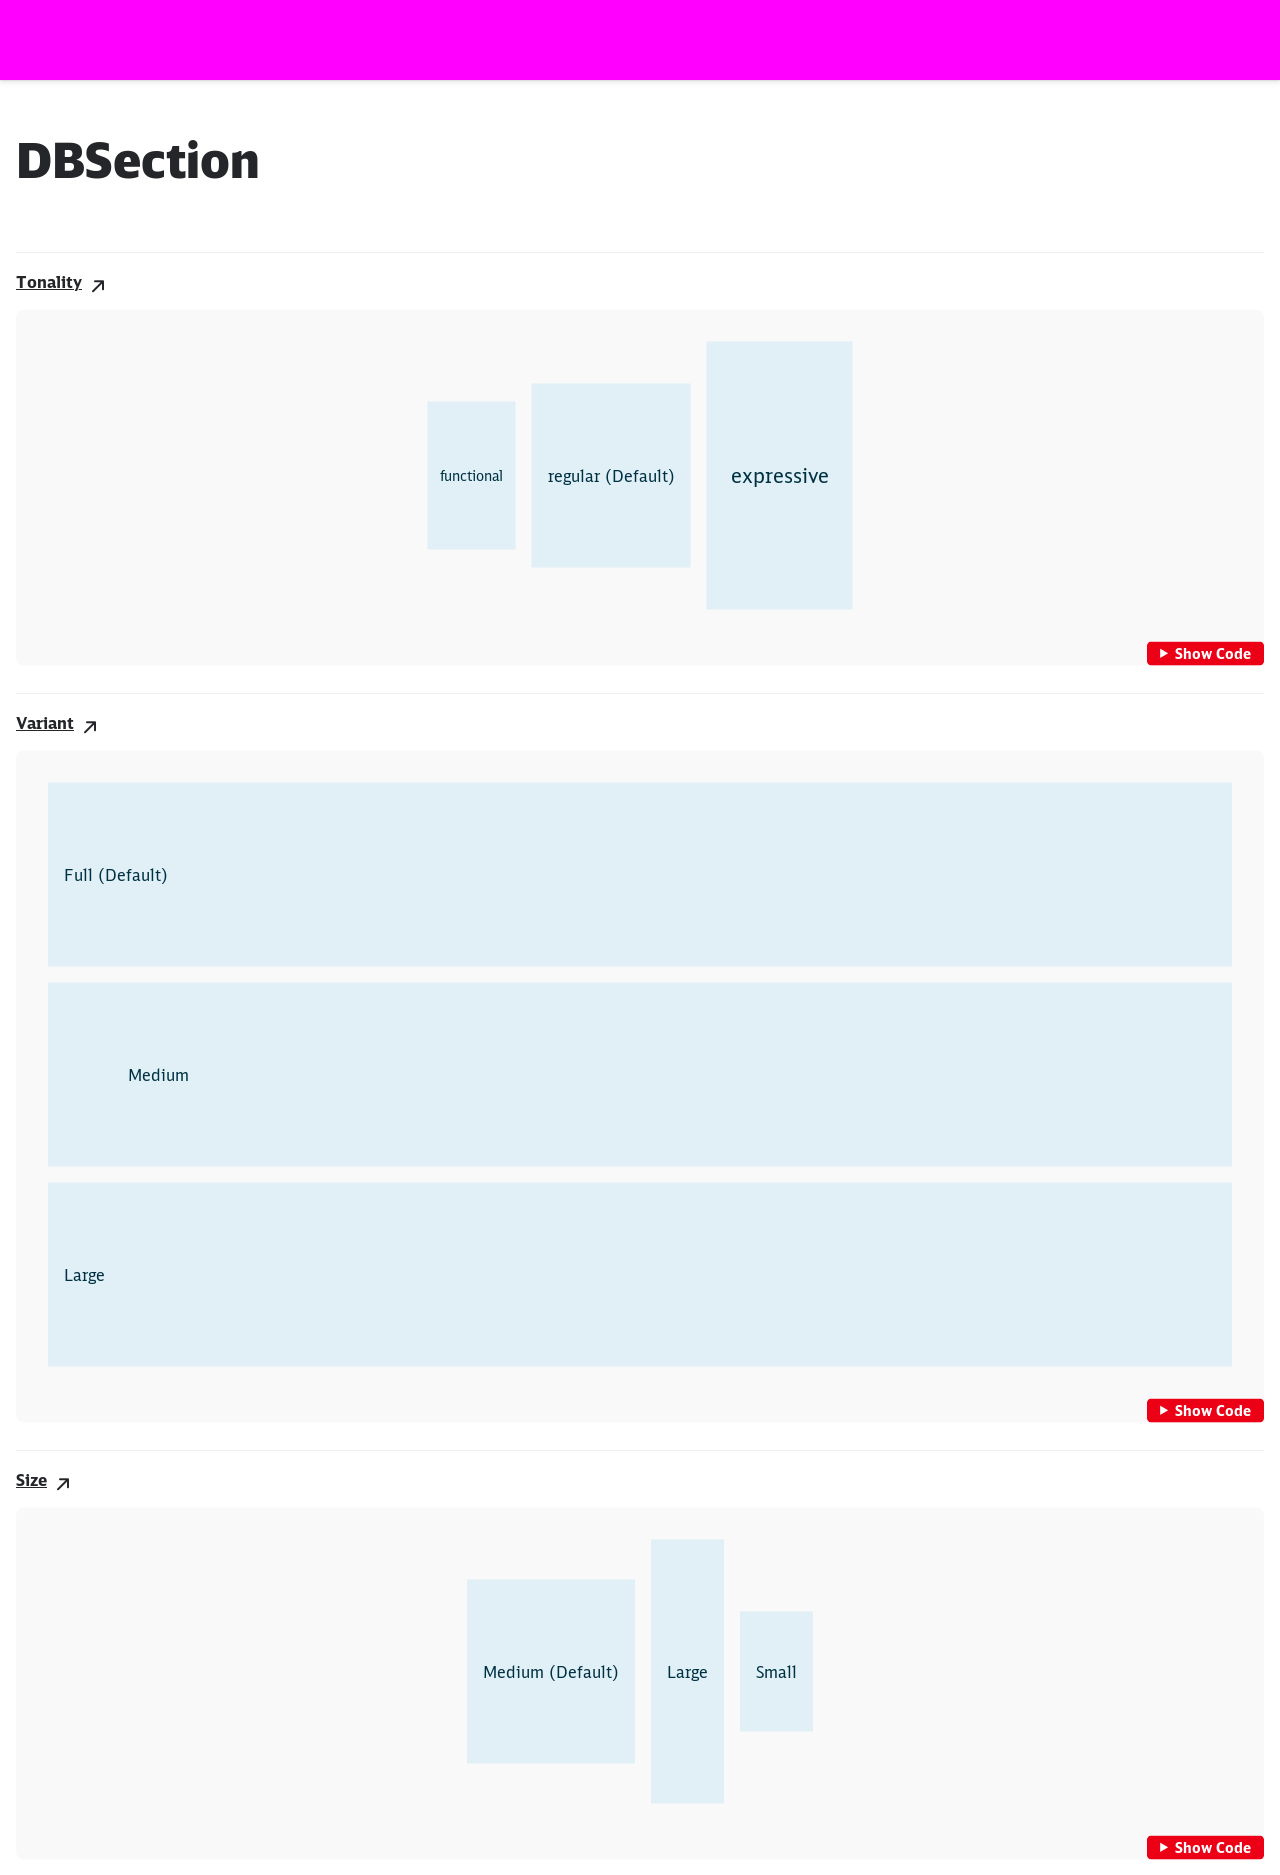 DBSection
Tonality
functional
regular (Default)
expressive
Show Code
Variant
Full (Default)
Medium
Large
Show Code
Size
Medium (Default)
Large
Small
Show Code